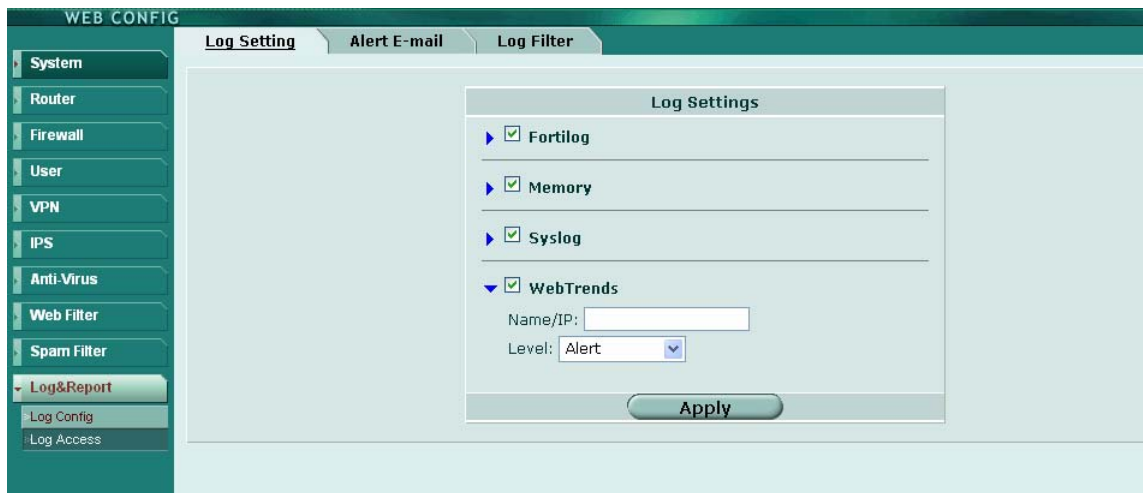 WEB CONFIG
Log Setting
Alert E-mail
Log Filter
System
Router
Firewall
User
VPN
IPS
Anti-Virus
Web Filter
Spam Filter
Log&Report
Log Config
Log Access
Log Settings
Fortilog
Memory
Syslog
WebTrends
Name/IP:
Level: Alert
Apply